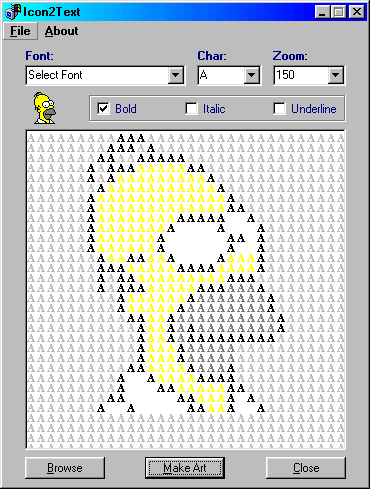 Icon2Text
File About
Font: Char: Zoom:
Select Font A 150
Bold Italic Underline
Browse Make Art Close